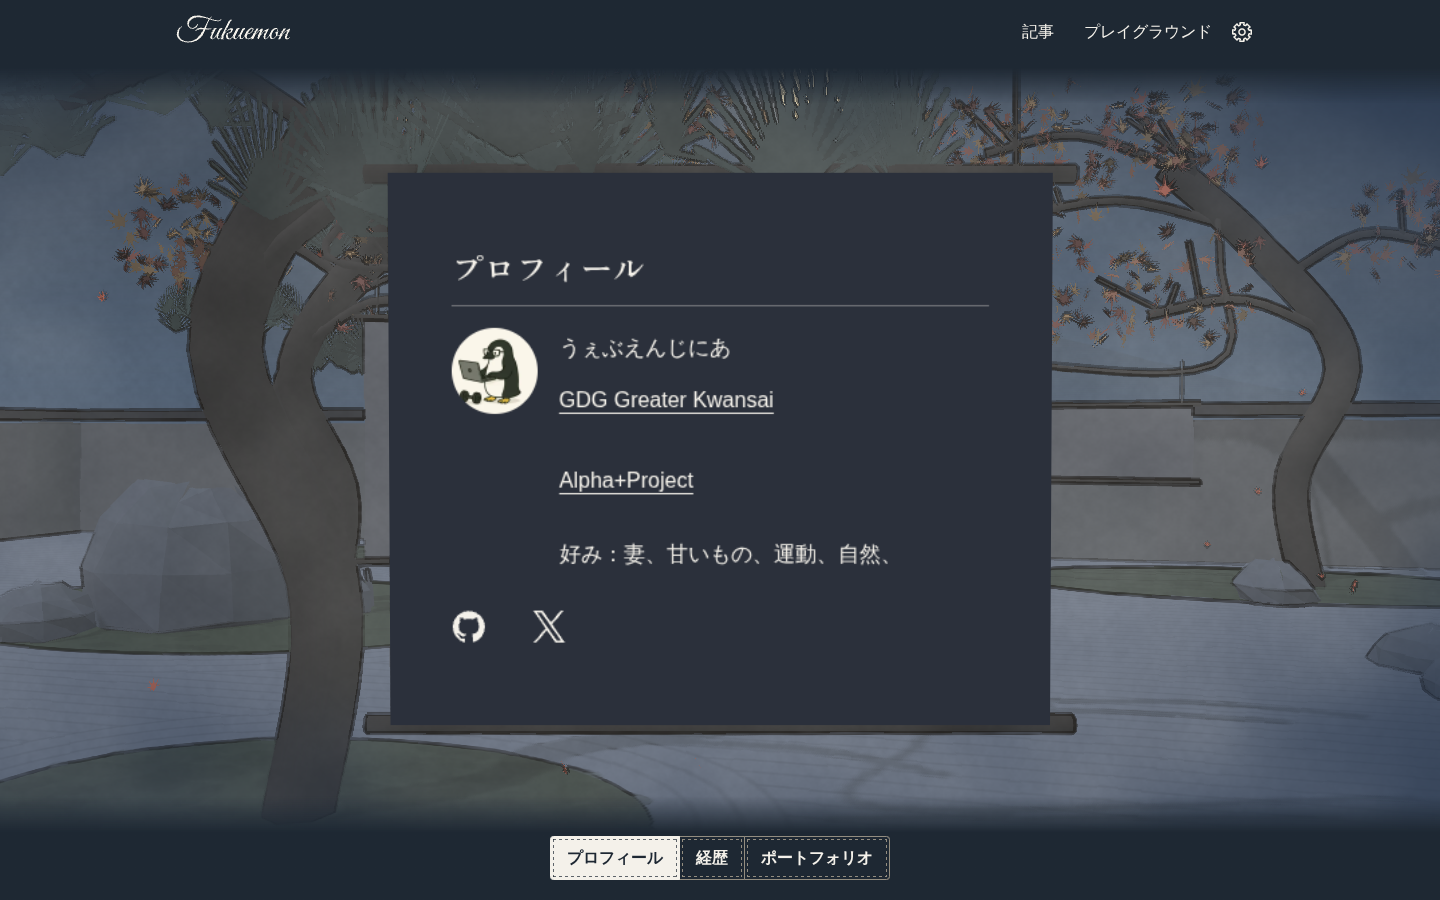 Fukuemon
記事 プレイグラウンド
プロフィール
うぇぶえんじにあ
GDG Greater Kwansai
Alpha+Project
好み：妻、甘いもの、運動、自然、
プロフィール 経歴 ポートフォリオ